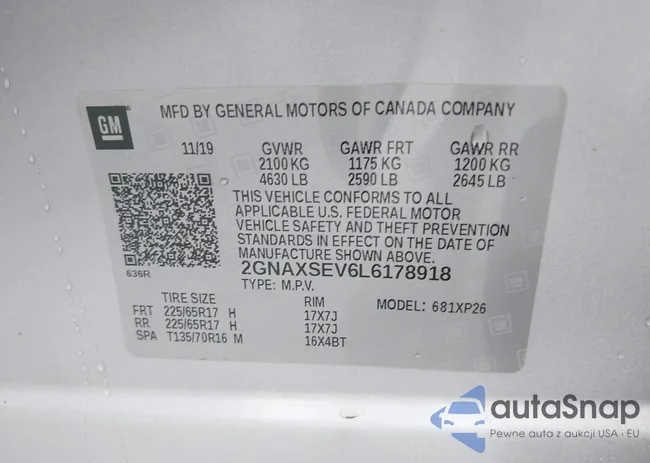 GM
MFD BY GENERAL MOTORS OF CANADA COMPANY
11/19 GVWR GAWR FRT GAWR RR
2100 KG 1175 KG 1200 KG
4630 LB 2590 LB 2645 LB
THIS VEHICLE CONFORMS TO ALL
APPLICABLE U.S. FEDERAL MOTOR
VEHICLE SAFETY AND THEFT PREVENTION
STANDARDS IN EFFECT ON THE DATE OF
MANUFACTURE SHOWN ABOVE.
636R
2GNAXSEV6L6178918
TYPE: M.P.V.
TIRE SIZE RIM MODEL: 681XP26
FRT 225/65R17 H 17X7J
RR 225/65R17 H 17X7J
SPA T135/70R16 M 16X4BT
autaSnap
Pewne auto z aukcji USA i EU